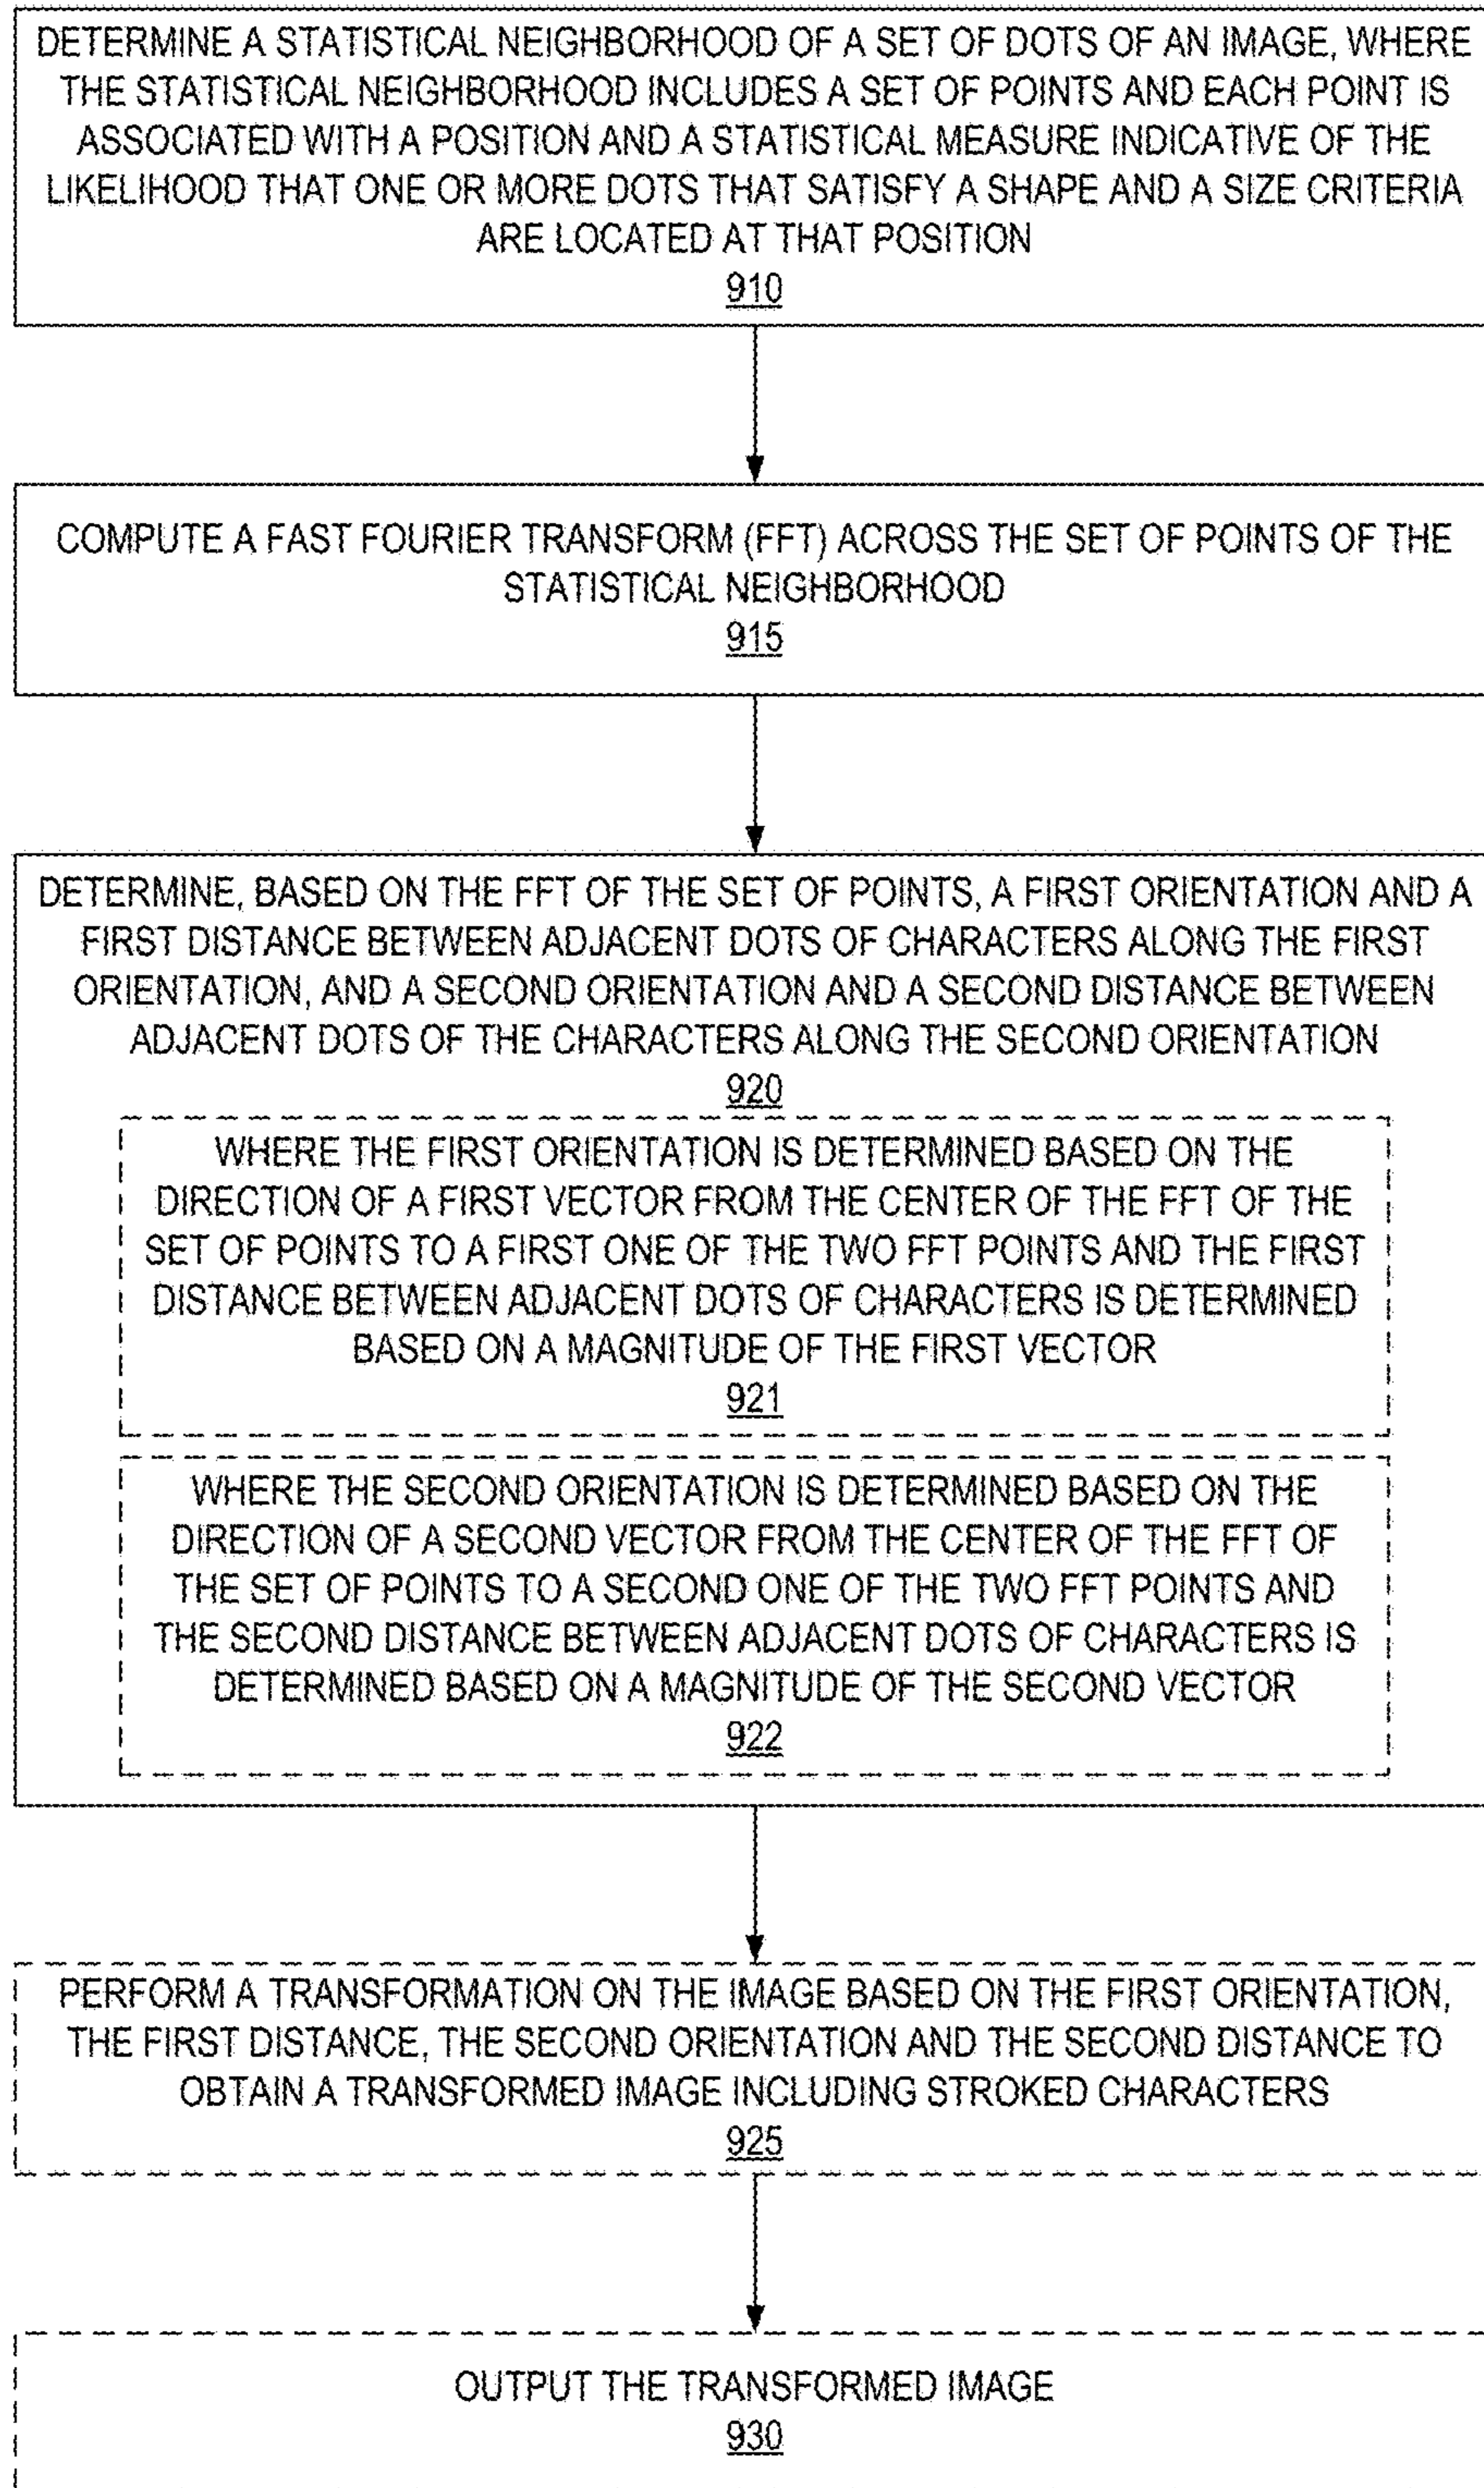 DETERMINE A STATISTICAL NEIGHBORHOOD OF A SET OF DOTS OF AN IMAGE, WHERE
THE STATISTICAL NEIGHBORHOOD INCLUDES A SET OF POINTS AND EACH POINT IS
ASSOCIATED WITH A POSITION AND A STATISTICAL MEASURE INDICATIVE OF THE
LIKELIHOOD THAT ONE OR MORE DOTS THAT SATISFY A SHAPE AND A SIZE CRITERIA
ARE LOCATED AT THAT POSITION
910
COMPUTE A FAST FOURIER TRANSFORM (FFT) ACROSS THE SET OF POINTS OF THE
STATISTICAL NEIGHBORHOOD
915
DETERMINE, BASED ON THE FFT OF THE SET OF POINTS, A FIRST ORIENTATION AND A
FIRST DISTANCE BETWEEN ADJACENT DOTS OF CHARACTERS ALONG THE FIRST
ORIENTATION, AND A SECOND ORIENTATION AND A SECOND DISTANCE BETWEEN
ADJACENT DOTS OF THE CHARACTERS ALONG THE SECOND ORIENTATION
920
WHERE THE FIRST ORIENTATION IS DETERMINED BASED ON THE
DIRECTION OF A FIRST VECTOR FROM THE CENTER OF THE FFT OF THE
SET OF POINTS TO A FIRST ONE OF THE TWO FFT POINTS AND THE FIRST
DISTANCE BETWEEN ADJACENT DOTS OF CHARACTERS IS DETERMINED
BASED ON A MAGNITUDE OF THE FIRST VECTOR
921
WHERE THE SECOND ORIENTATION IS DETERMINED BASED ON THE
DIRECTION OF A SECOND VECTOR FROM THE CENTER OF THE FFT OF
THE SET OF POINTS TO A SECOND ONE OF THE TWO FFT POINTS AND
THE SECOND DISTANCE BETWEEN ADJACENT DOTS OF CHARACTERS IS
DETERMINED BASED ON A MAGNITUDE OF THE SECOND VECTOR
922
PERFORM A TRANSFORMATION ON THE IMAGE BASED ON THE FIRST ORIENTATION,
THE FIRST DISTANCE, THE SECOND ORIENTATION AND THE SECOND DISTANCE TO
OBTAIN A TRANSFORMED IMAGE INCLUDING STROKED CHARACTERS
925
OUTPUT THE TRANSFORMED IMAGE
930